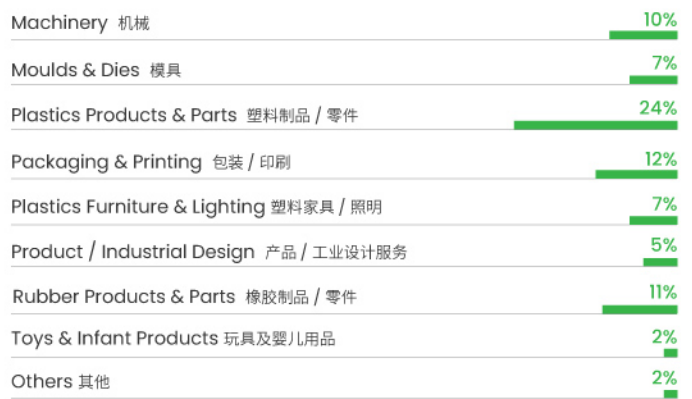 Machinery 机械 10%
Moulds & Dies 模具 7%
Plastics Products & Parts 塑料制品 / 零件 24%
Packaging & Printing 包装 / 印刷 12%
Plastics Furniture & Lighting 塑料家具 / 照明 7%
Product / Industrial Design 产品 / 工业设计服务 5%
Rubber Products & Parts 橡胶制品 / 零件 11%
Toys & Infant Products 玩具及婴儿用品 2%
Others 其他 2%